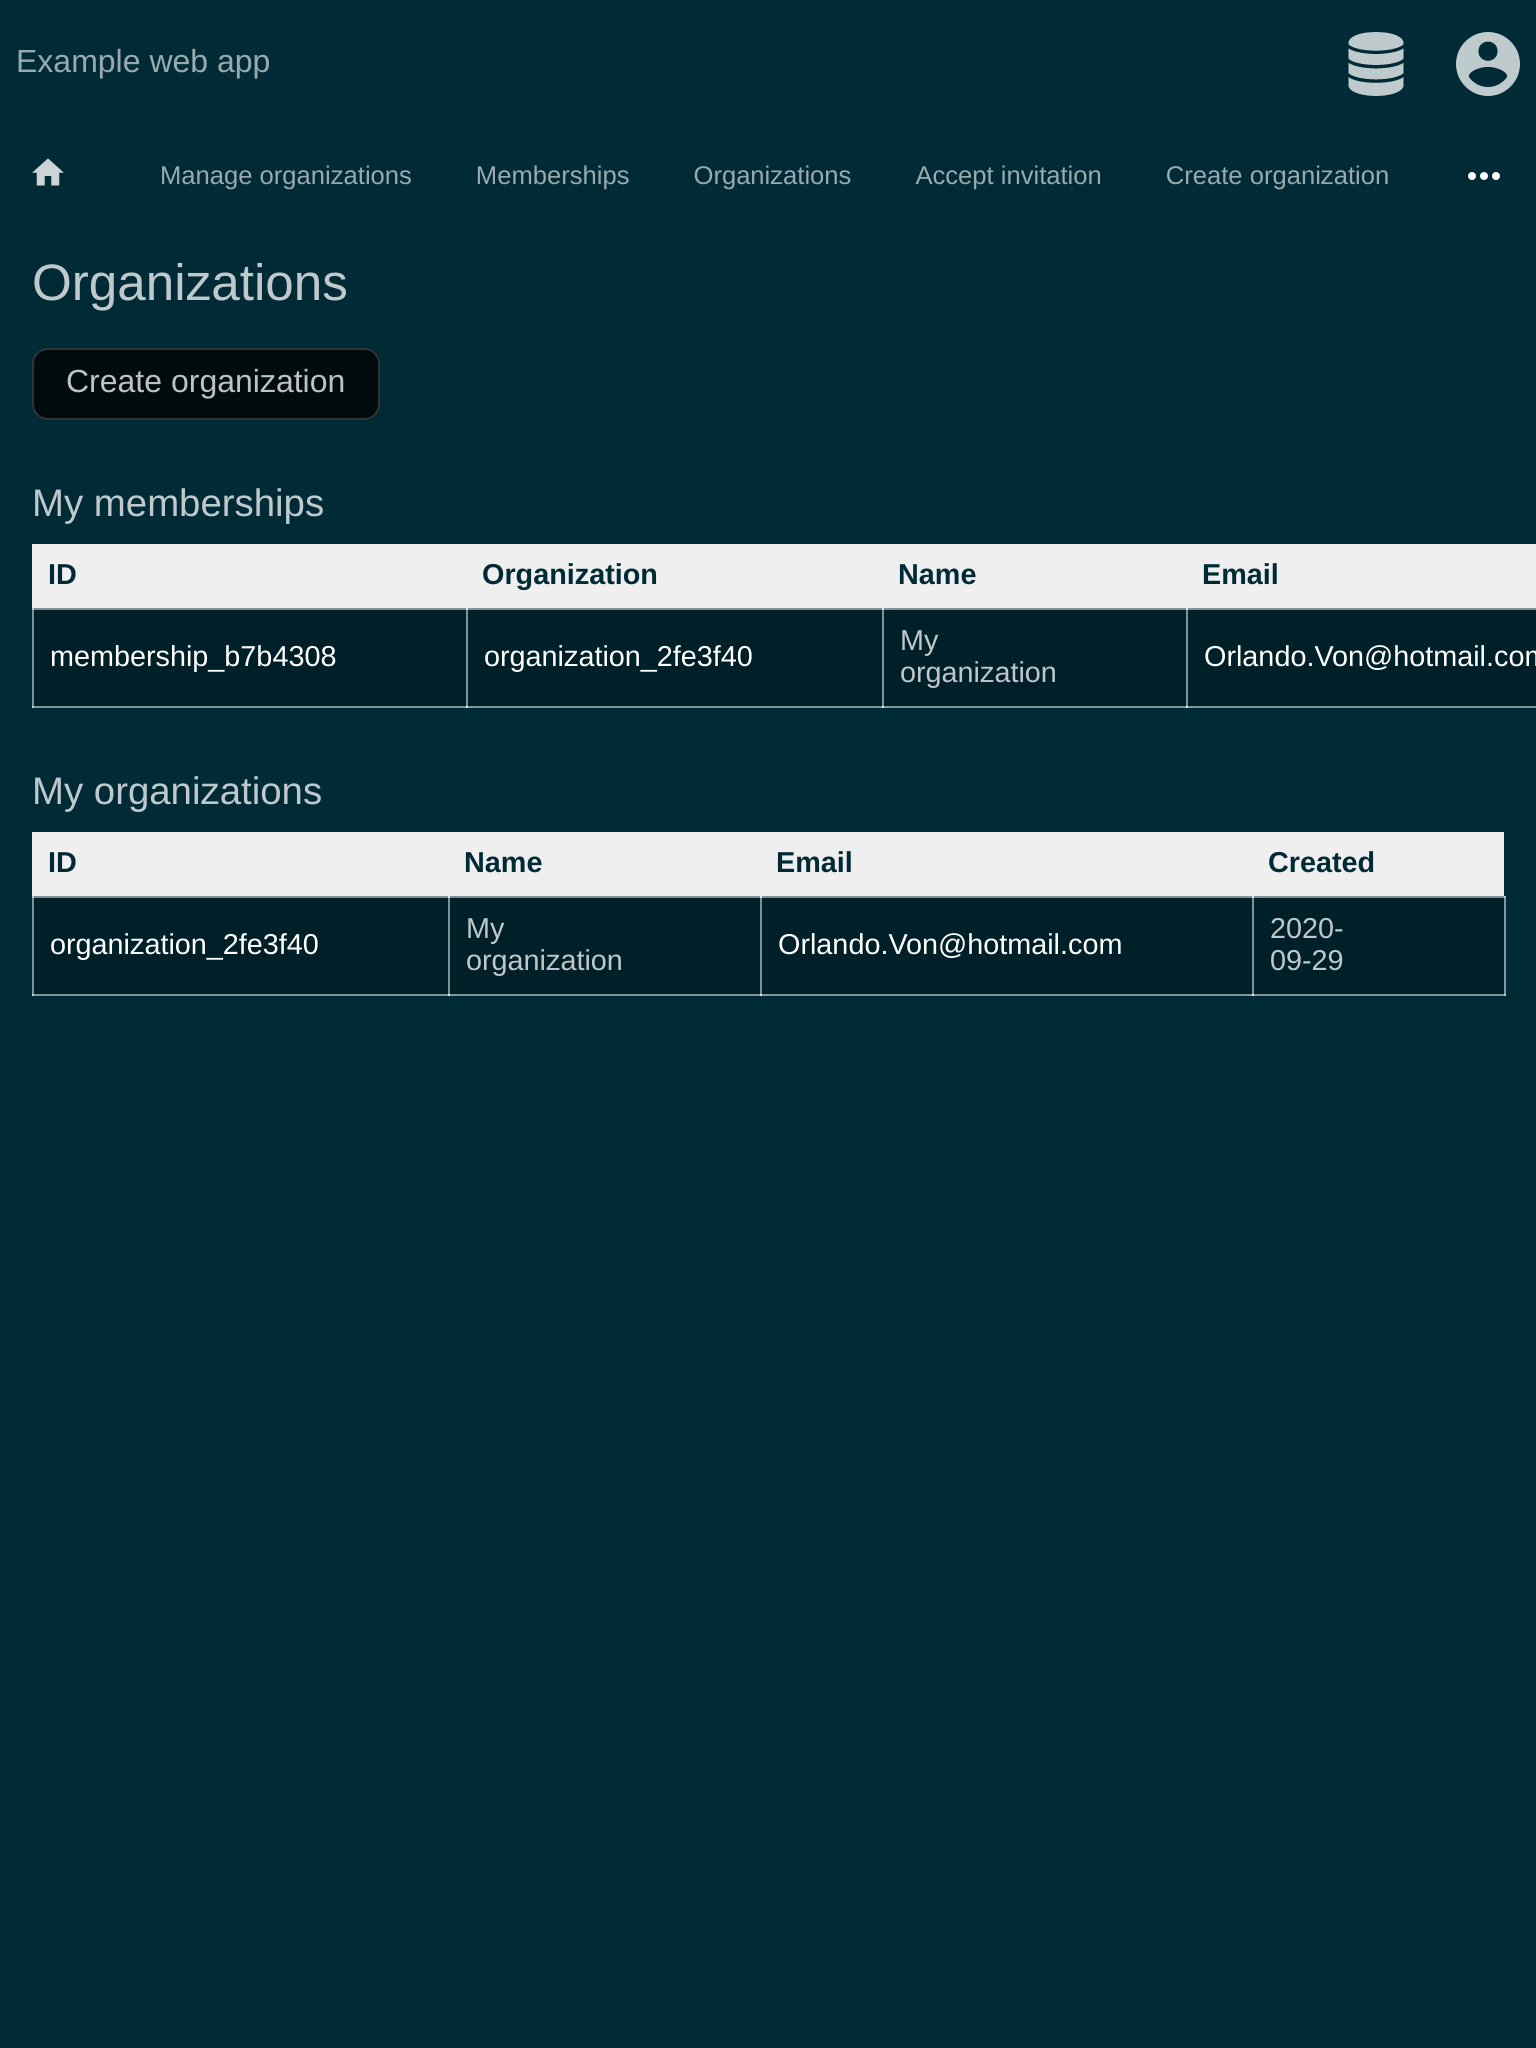 Example web app
Manage organizations Memberships Organizations Accept invitation Create organization
Organizations
Create organization
My memberships
ID Organization Name Email
membership_b7b4308 organization_2fe3f40 My organization Orlando.Von@hotmail.com
My organizations
ID Name Email Created
organization_2fe3f40 My organization Orlando.Von@hotmail.com 2020-09-29